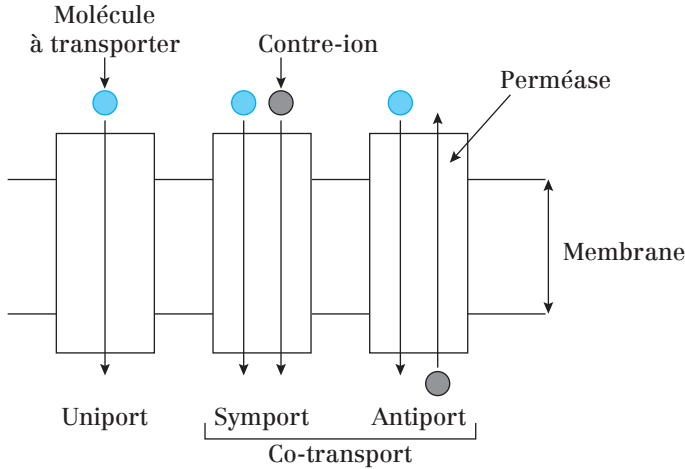 Molécule
à transporter
Contre-ion
Perméase
Membrane
Uniport
Symport
Antiport
Co-transport